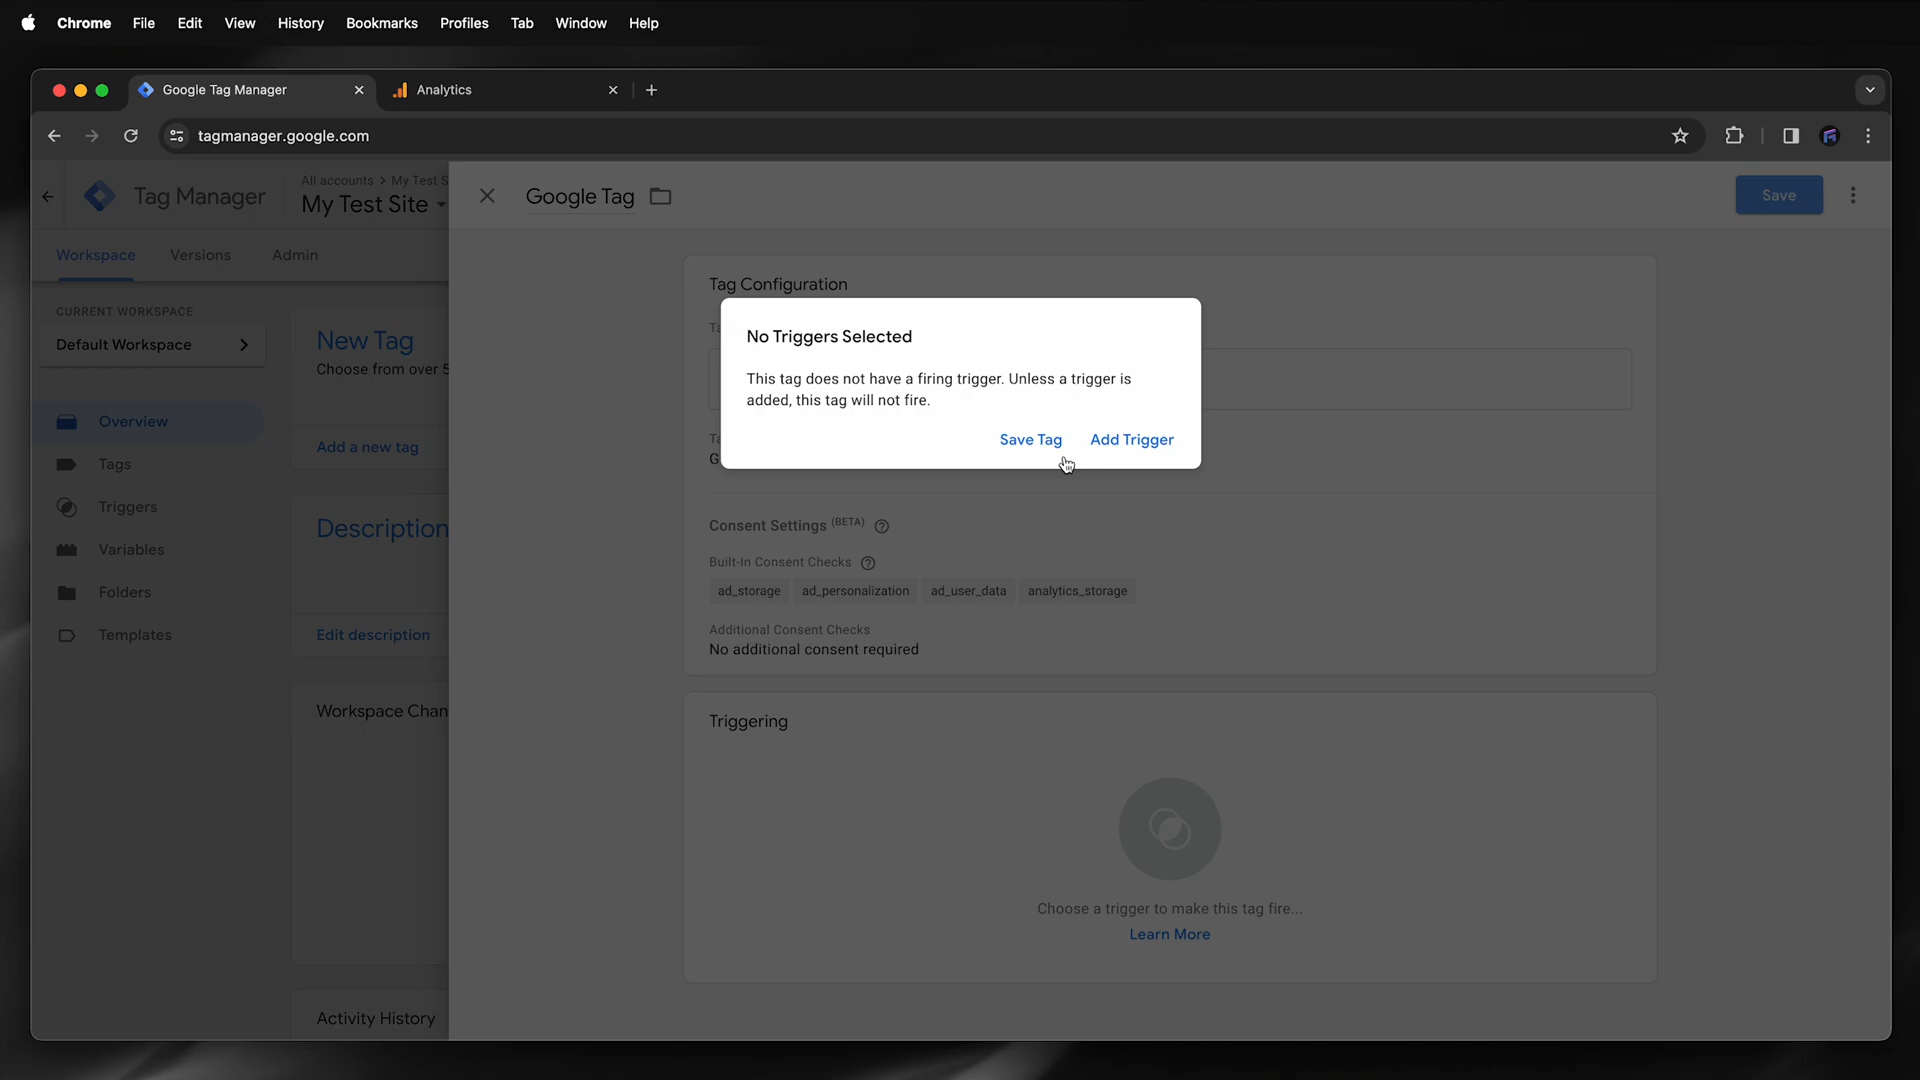 Chrome File Edit View History Bookmarks Profiles Tab Window Help
Google Tag Manager
Analytics
tagmanager.google.com
Tag Manager
All accounts > My Test S
My Test Site
Google Tag
Save
Workspace Versions Admin
CURRENT WORKSPACE
Default Workspace
Overview
Tags
Triggers
Variables
Folders
Templates
New Tag
Choose from over 5
Add a new tag
Description
Edit description
Workspace Chan
Activity History
Tag Configuration
No Triggers Selected
This tag does not have a firing trigger. Unless a trigger is
added, this tag will not fire.
Save Tag Add Trigger
Consent Settings (BETA)
Built-In Consent Checks
ad_storage ad_personalization ad_user_data analytics_storage
Additional Consent Checks
No additional consent required
Triggering
Choose a trigger to make this tag fire...
Learn More